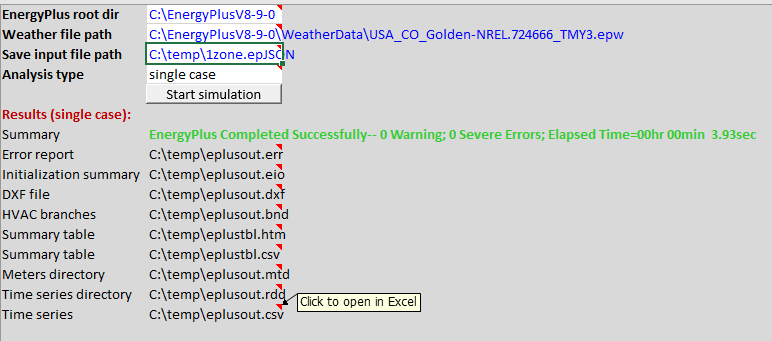 EnergyPlus root dir C:\EnergyPlusV8-9-0
Weather file path C:\EnergyPlusV8-9-0\WeatherData\USA_CO_Golden-NREL.724666_TMY3.epw
Save input file path C:\temp\1zone.epJSON
Analysis type single case
Start simulation
Results (single case):
Summary EnergyPlus Completed Successfully-- 0 Warning; 0 Severe Errors; Elapsed Time=00hr 00min 3.93sec
Error report C:\temp\eplusout.err
Initialization summary C:\temp\eplusout.eio
DXF file C:\temp\eplusout.dxf
HVAC branches C:\temp\eplusout.bnd
Summary table C:\temp\eplustbl.htm
Summary table C:\temp\eplustbl.csv
Meters directory C:\temp\eplusout.mtd
Time series directory C:\temp\eplusout.rdd Click to open in Excel
Time series C:\temp\eplusout.csv